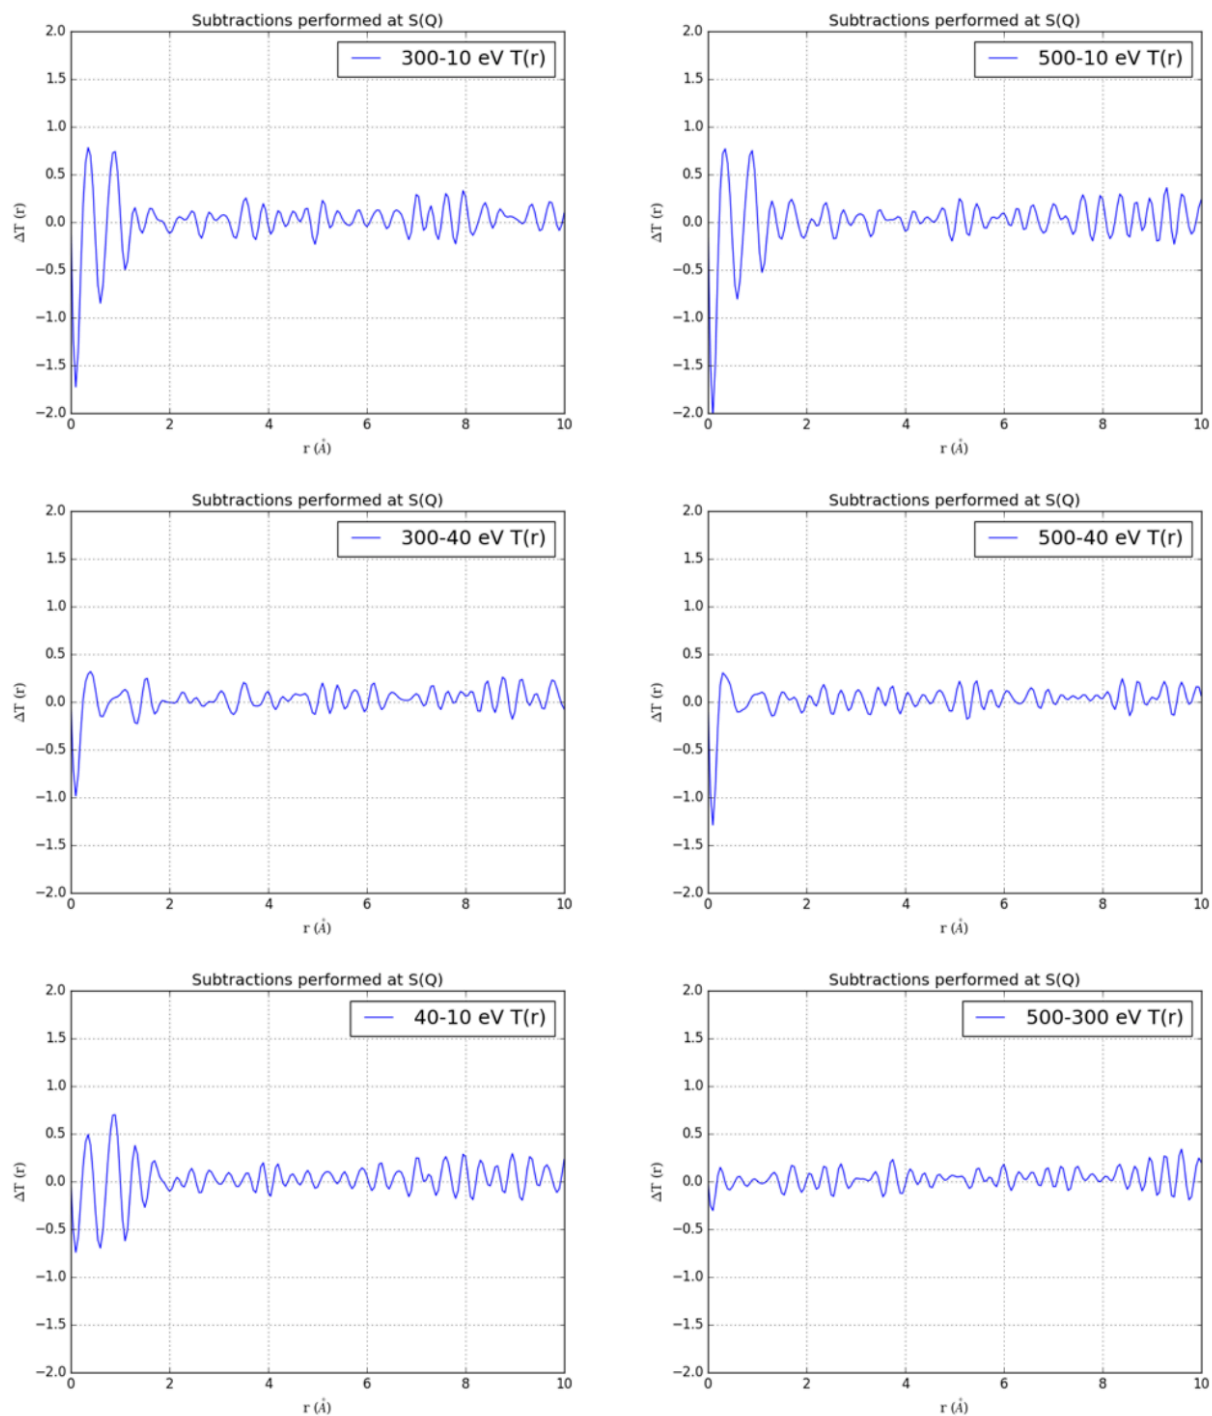 Subtractions performed at S(Q)
300-10 eV T(r)
2.0
1.5
1.0
0.5
0.0
−0.5
−1.0
−1.5
−2.0
ΔT (r)
0 2 4 6 8 10
r (Å)
Subtractions performed at S(Q)
500-10 eV T(r)
2.0
1.5
1.0
0.5
0.0
−0.5
−1.0
−1.5
−2.0
ΔT (r)
0 2 4 6 8 10
r (Å)
Subtractions performed at S(Q)
300-40 eV T(r)
2.0
1.5
1.0
0.5
0.0
−0.5
−1.0
−1.5
−2.0
ΔT (r)
0 2 4 6 8 10
r (Å)
Subtractions performed at S(Q)
500-40 eV T(r)
2.0
1.5
1.0
0.5
0.0
−0.5
−1.0
−1.5
−2.0
ΔT (r)
0 2 4 6 8 10
r (Å)
Subtractions performed at S(Q)
40-10 eV T(r)
2.0
1.5
1.0
0.5
0.0
−0.5
−1.0
−1.5
−2.0
ΔT (r)
0 2 4 6 8 10
r (Å)
Subtractions performed at S(Q)
500-300 eV T(r)
2.0
1.5
1.0
0.5
0.0
−0.5
−1.0
−1.5
−2.0
ΔT (r)
0 2 4 6 8 10
r (Å)